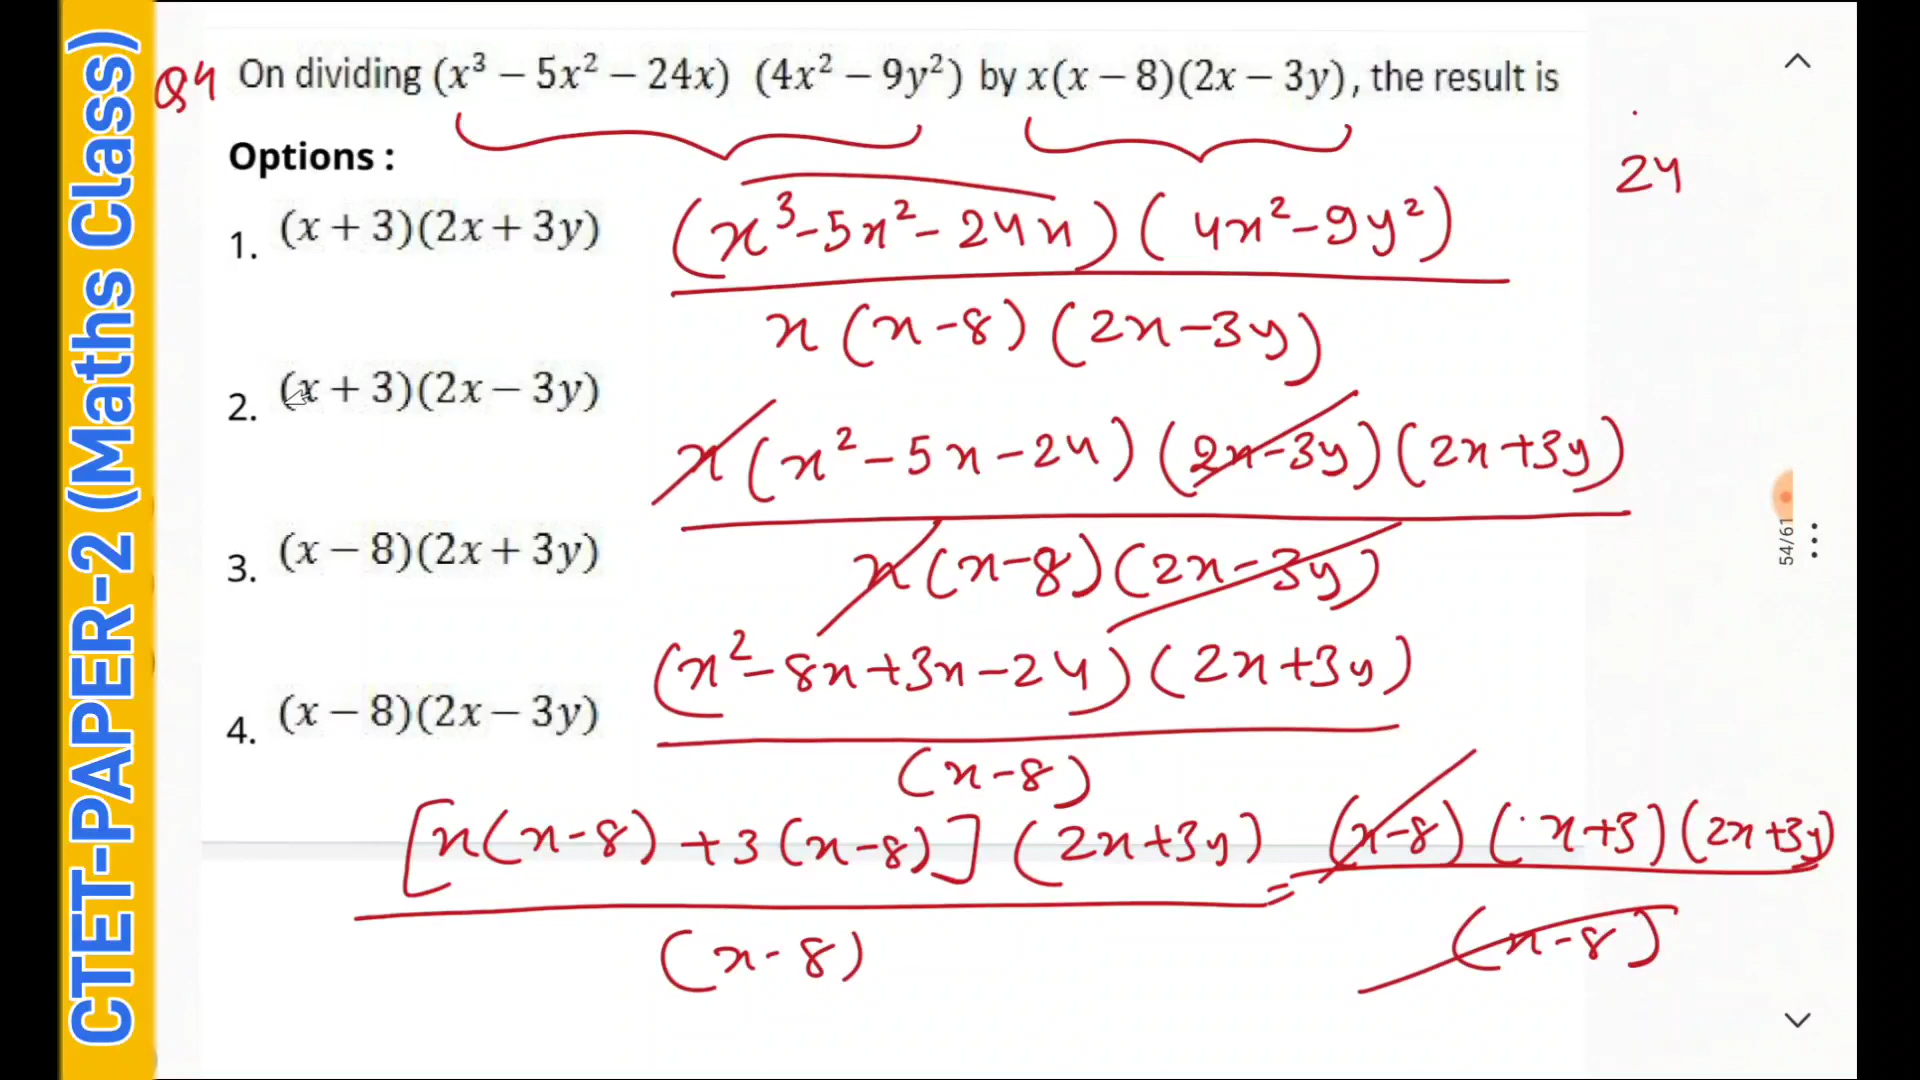 CTET-PAPER-2 (Maths Class)
Q4 On dividing (x³ – 5x² – 24x) (4x² – 9y²) by x(x – 8)(2x – 3y), the result is
Options :
1. (x + 3)(2x + 3y)
2. (x + 3)(2x – 3y)
3. (x – 8)(2x + 3y)
4. (x – 8)(2x – 3y)
24
(x³-5x²-24x)(4x²-9y²)
x(x-8)(2x-3y)
x(x²-5x-24)(2x-3y)(2x+3y)
x(x-8)(2x-3y)
(x²-8x+3x-24)(2x+3y)
(x-8)
[x(x-8)+3(x-8)](2x+3y) = (x-8)(x+3)(2x+3y)
(x-8) (x-8)
54/61